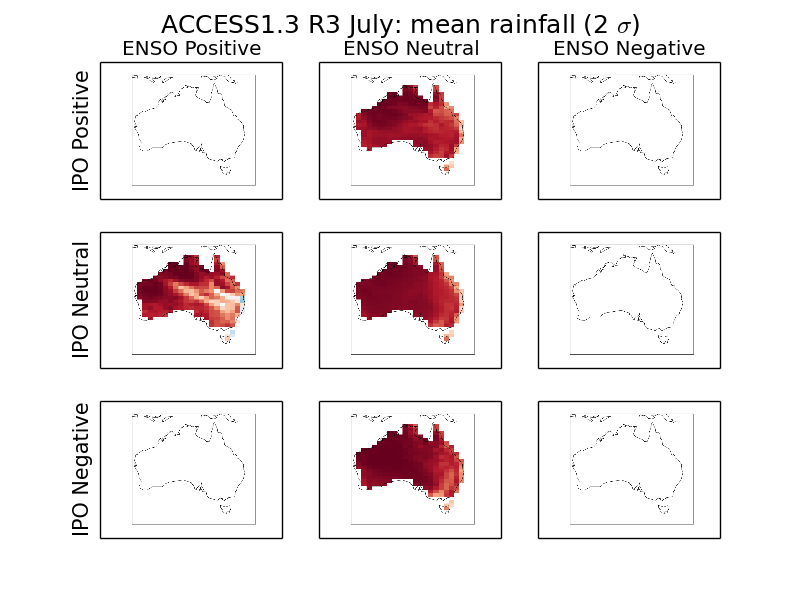 ACCESS1.3 R3 July: mean rainfall (2 σ)
ENSO Positive ENSO Neutral ENSO Negative
IPO Positive
IPO Neutral
IPO Negative